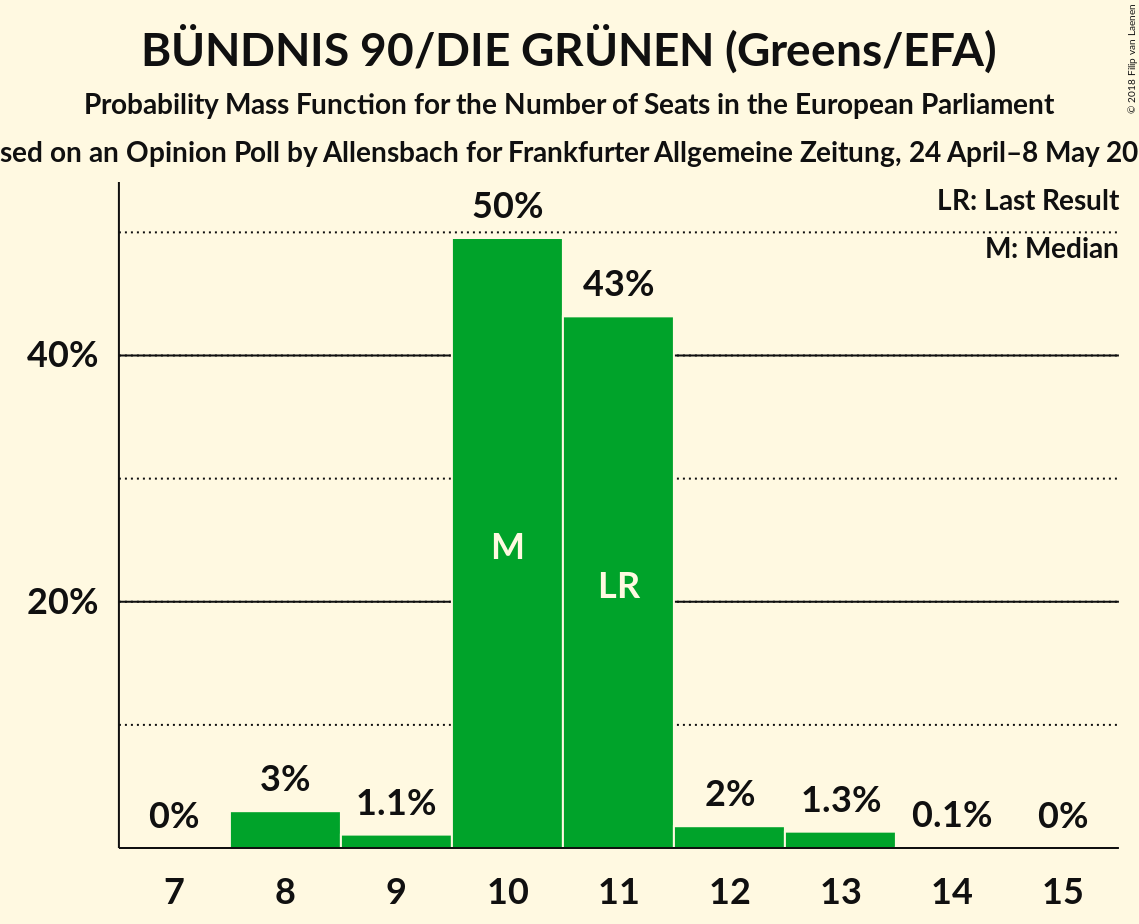 BÜNDNIS 90/DIE GRÜNEN (Greens/EFA)
Probability Mass Function for the Number of Seats in the European Parliament
sed on an Opinion Poll by Allensbach for Frankfurter Allgemeine Zeitung, 24 April–8 May 20
© 2018 Filip van Laenen
LR: Last Result
M: Median
50%
43%
40%
M
LR
20%
0%
3%
1.1%
2%
1.3%
0.1%
0%
7 8 9 10 11 12 13 14 15